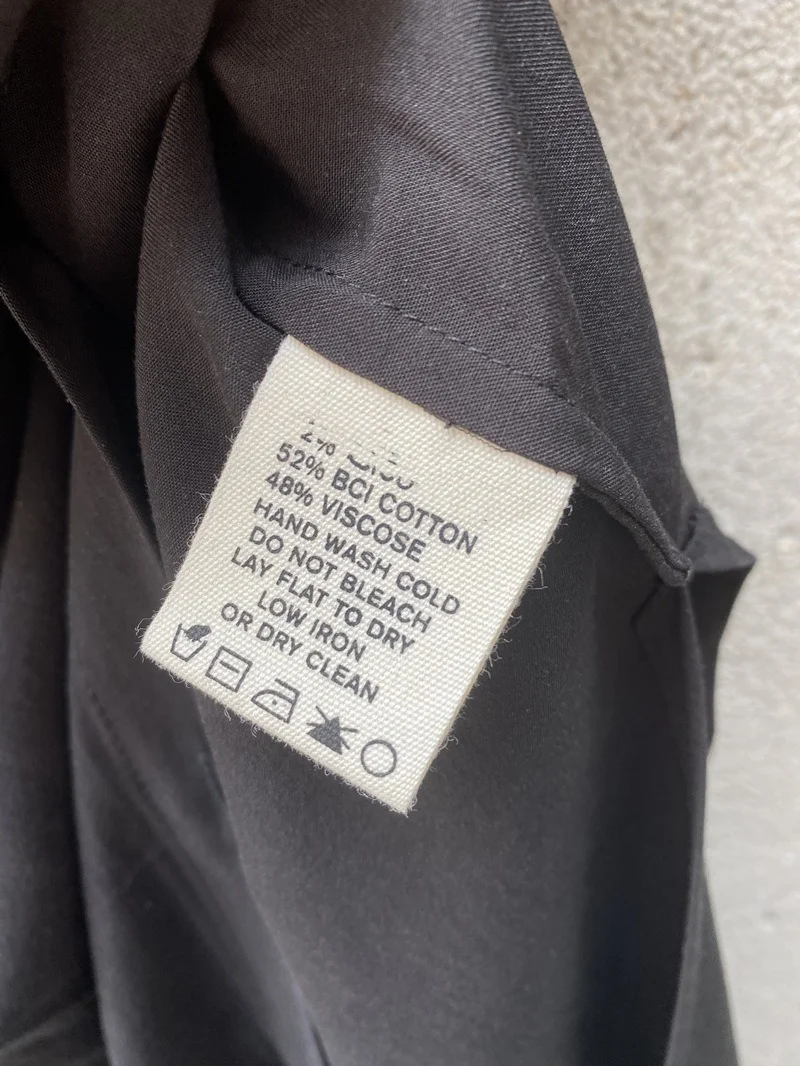 2%
52% BCI COTTON
48% VISCOSE
HAND WASH COLD
DO NOT BLEACH
LAY FLAT TO DRY
LOW IRON
OR DRY CLEAN